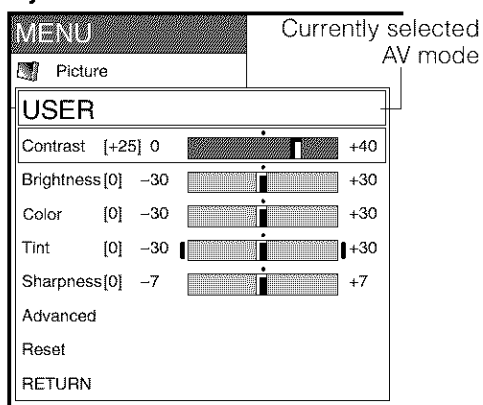 MENU
Currently selected
AV mode
Picture
USER
Contrast [+25] 0 +40
Brightness [0] −30 +30
Color [0] −30 +30
Tint [0] −30 +30
Sharpness [0] −7 +7
Advanced
Reset
RETURN